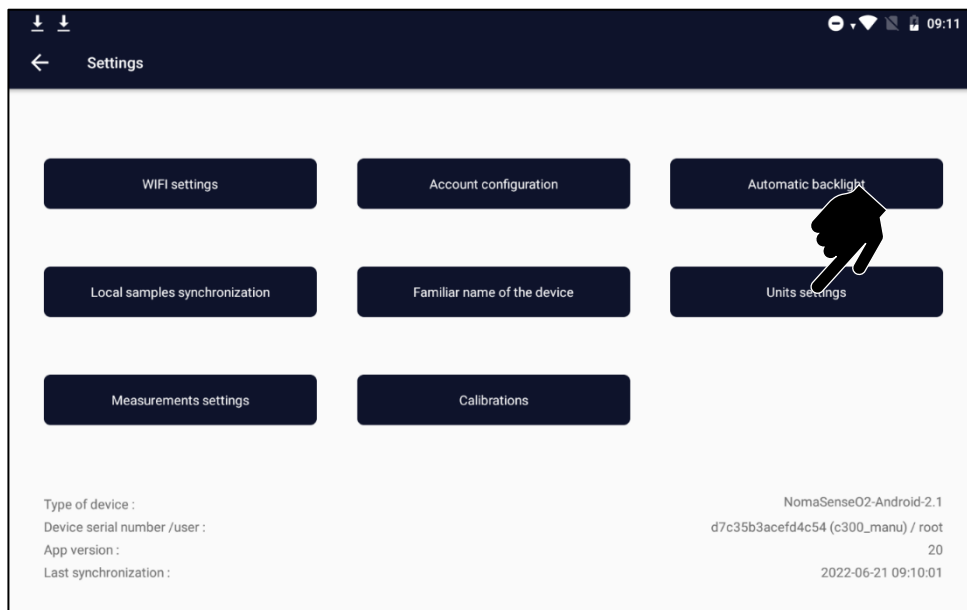 09:11
Settings
WIFI settings
Account configuration
Automatic backlight
Local samples synchronization
Familiar name of the device
Units settings
Measurements settings
Calibrations
Type of device :
NomaSenseO2-Android-2.1
Device serial number /user :
d7c35b3acefd4c54 (c300_manu) / root
App version :
20
Last synchronization :
2022-06-21 09:10:01